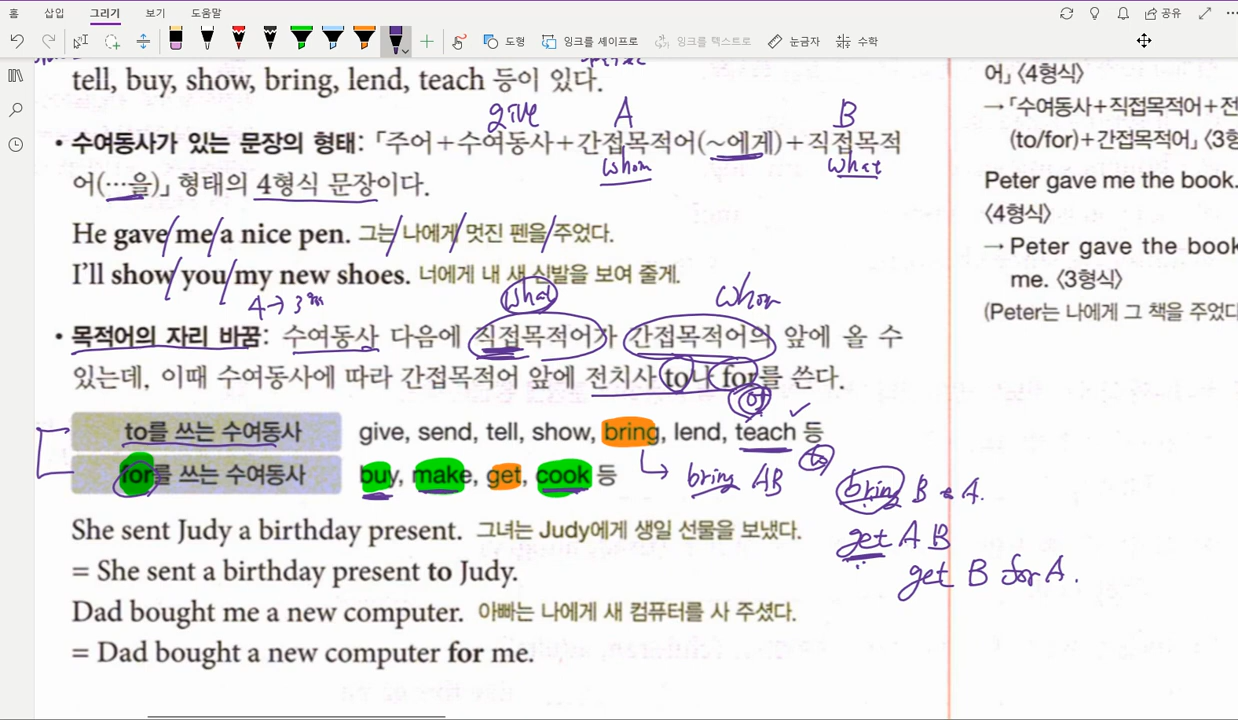 홈 삽입 그리기 보기 도움말 공유
도형 잉크를 셰이프로 잉크를 텍스트로 눈금자 수학
tell, buy, show, bring, lend, teach 등이 있다.
give A B
• 수여동사가 있는 문장의 형태: 「주어+수여동사+간접목적어(~에게)+직접목적
whom what
어(…을)」 형태의 4형식 문장이다.
He gave/me/a nice pen. 그는/나에게/멋진 펜을/주었다.
I'll show/you/my new shoes. 너에게 내 새 신발을 보여 줄게.
4→3
what whom
• 목적어의 자리 바꿈: 수여동사 다음에 직접목적어가 간접목적어의 앞에 올 수
있는데, 이때 수여동사에 따라 간접목적어 앞에 전치사 to나 for를 쓴다.
of
to를 쓰는 수여동사 give, send, tell, show, bring, lend, teach 등
for를 쓰는 수여동사 buy, make, get, cook 등
bring AB
to
bring B A.
get A B
get B for A.
She sent Judy a birthday present. 그녀는 Judy에게 생일 선물을 보냈다.
= She sent a birthday present to Judy.
Dad bought me a new computer. 아빠는 나에게 새 컴퓨터를 사 주셨다.
= Dad bought a new computer for me.
어」 〈4형식〉
→ 「수여동사+직접목적어+전
(to/for)+간접목적어」 〈3형
Peter gave me the book.
〈4형식〉
→ Peter gave the book
me. 〈3형식〉
(Peter는 나에게 그 책을 주었다